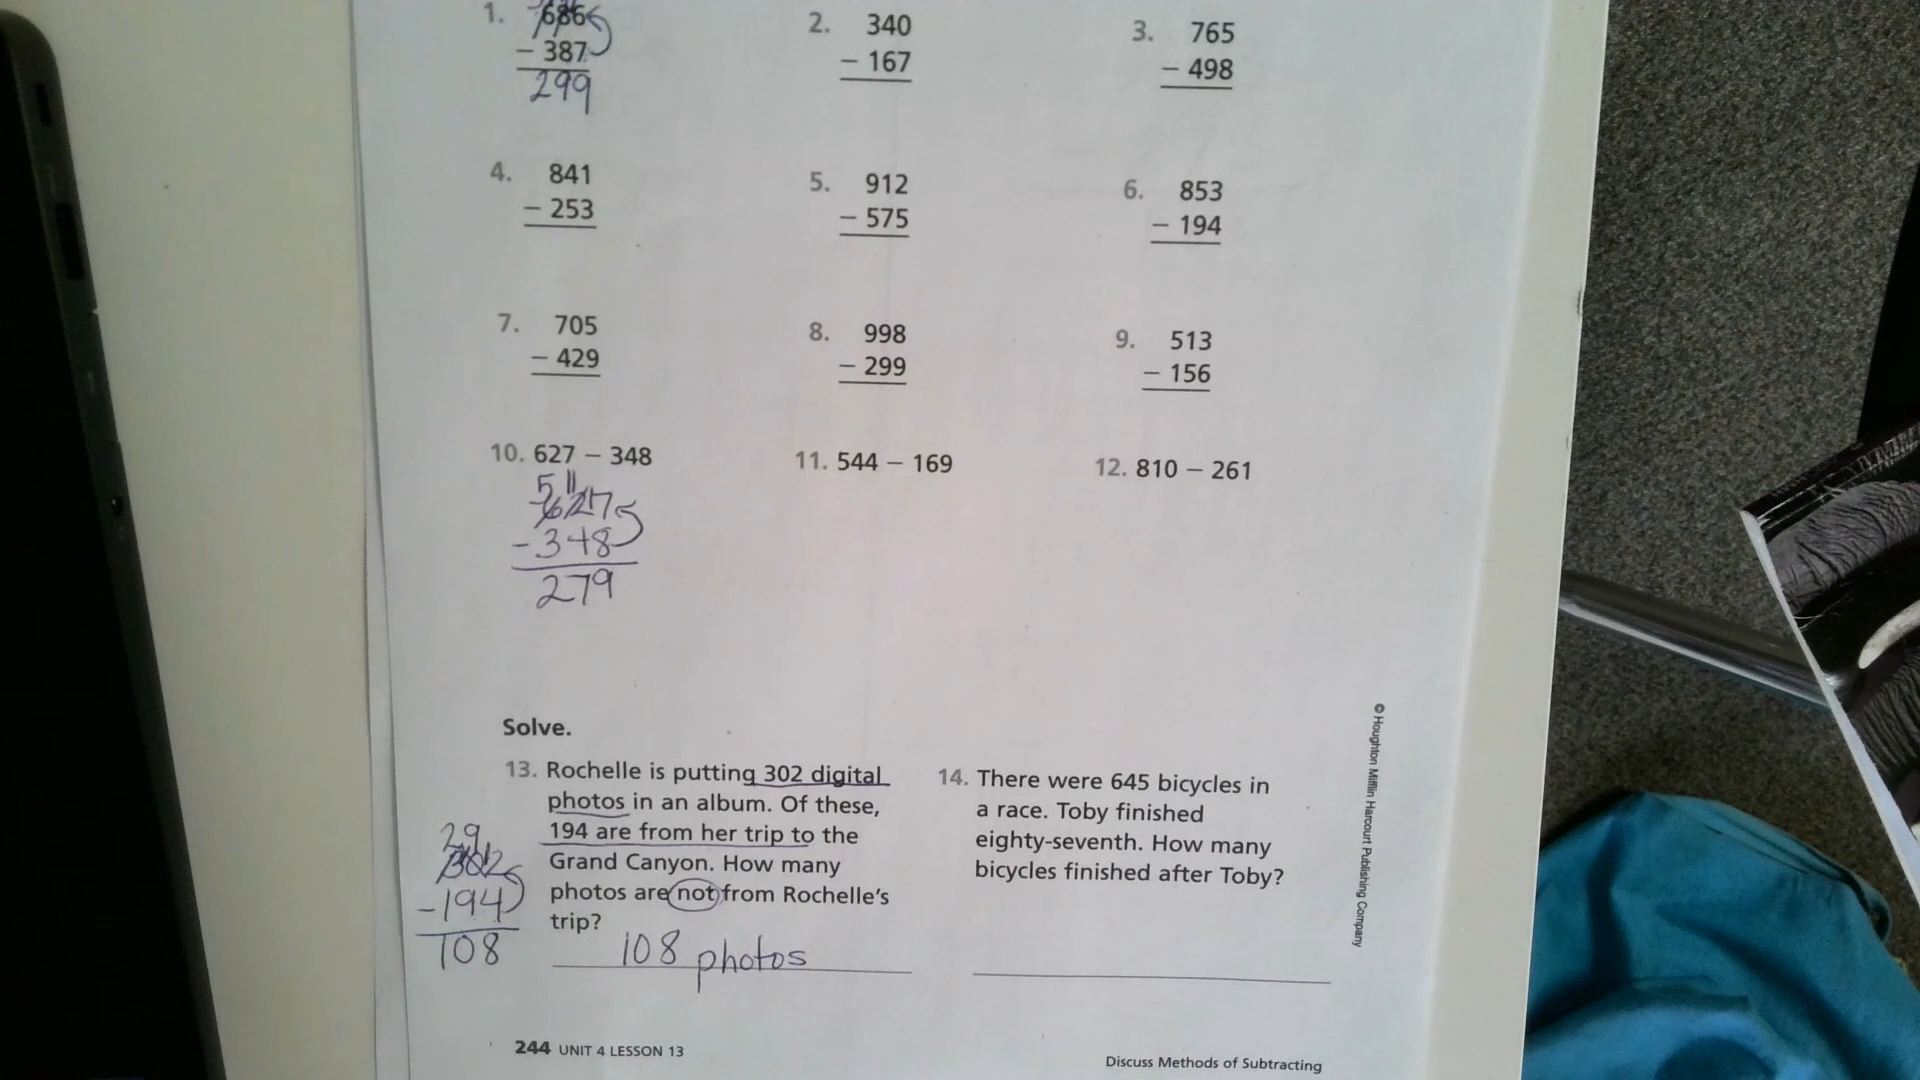 1. 686
- 387
299
2. 340
- 167
3. 765
- 498
4. 841
- 253
5. 912
- 575
6. 853
- 194
7. 705
- 429
8. 998
- 299
9. 513
- 156
10. 627 - 348
5 11
627
-348
279
11. 544 - 169
12. 810 - 261
Solve.
13. Rochelle is putting 302 digital
photos in an album. Of these,
194 are from her trip to the
Grand Canyon. How many
photos are not from Rochelle's
trip?
29
302
-194
108
108 photos
14. There were 645 bicycles in
a race. Toby finished
eighty-seventh. How many
bicycles finished after Toby?
© Houghton Mifflin Harcourt Publishing Company
244 UNIT 4 LESSON 13
Discuss Methods of Subtracting